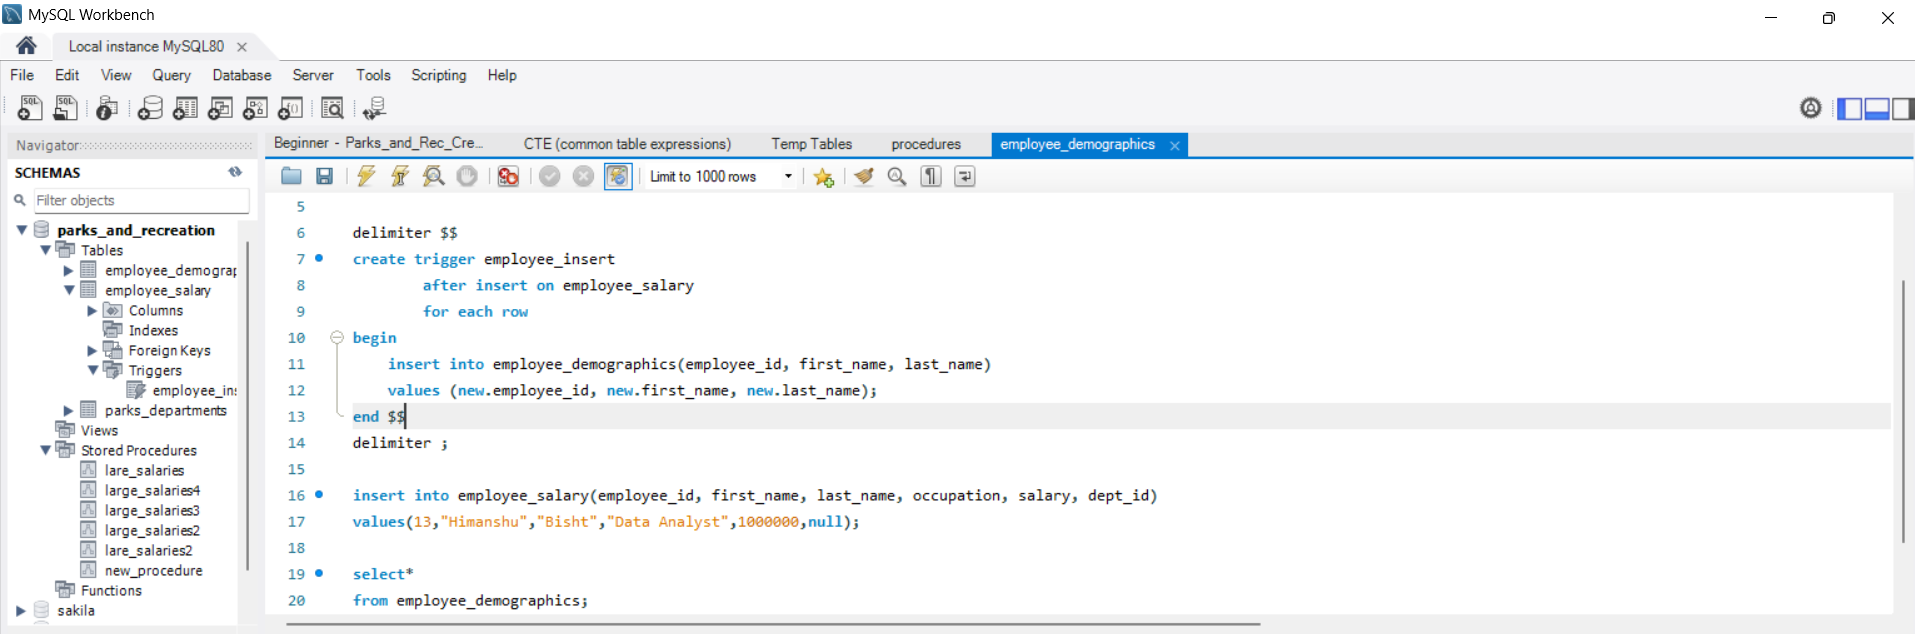 MySQL Workbench
Local instance MySQL80
File Edit View Query Database Server Tools Scripting Help
Navigator
Beginner - Parks_and_Rec_Cre... CTE (common table expressions) Temp Tables procedures employee_demographics
SCHEMAS
Limit to 1000 rows
Filter objects
parks_and_recreation
Tables
employee_demograp
employee_salary
Columns
Indexes
Foreign Keys
Triggers
employee_in
parks_departments
Views
Stored Procedures
lare_salaries
large_salaries4
large_salaries3
large_salaries2
lare_salaries2
new_procedure
Functions
sakila
5
6 delimiter $$
7 create trigger employee_insert
8 after insert on employee_salary
9 for each row
10 begin
11 insert into employee_demographics(employee_id, first_name, last_name)
12 values (new.employee_id, new.first_name, new.last_name);
13 end $$
14 delimiter ;
15
16 insert into employee_salary(employee_id, first_name, last_name, occupation, salary, dept_id)
17 values(13,"Himanshu","Bisht","Data Analyst",1000000,null);
18
19 select*
20 from employee_demographics;